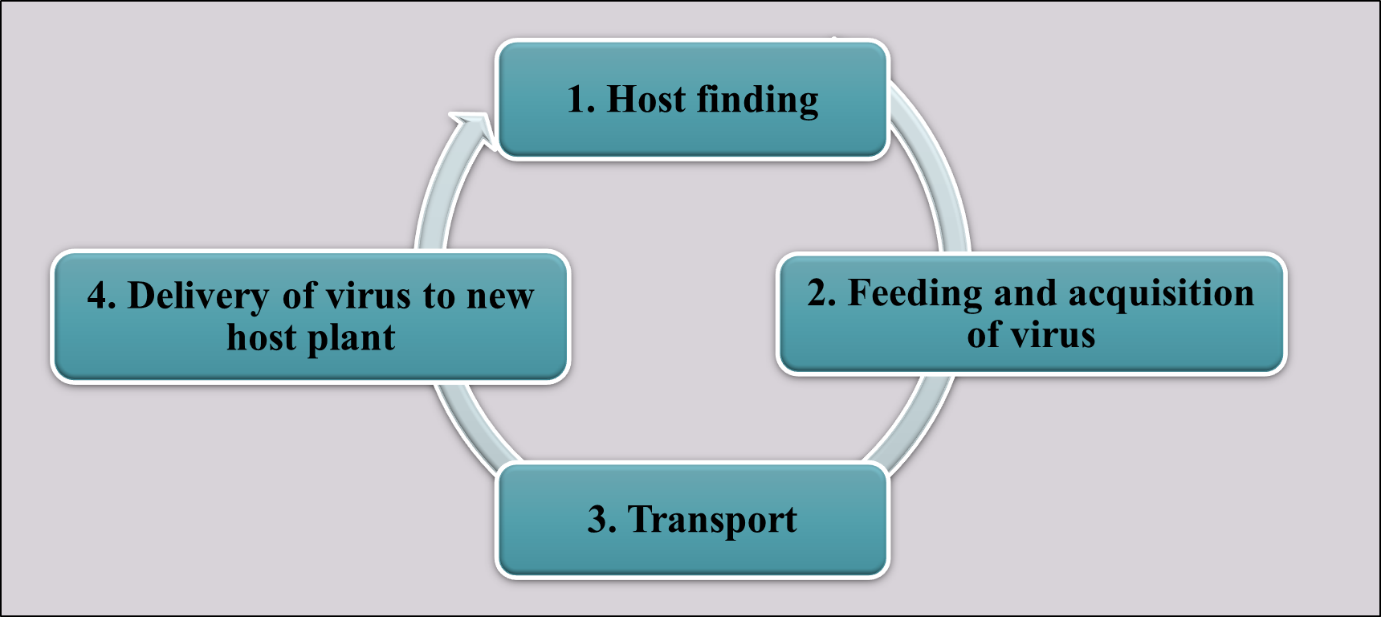 1. Host finding
2. Feeding and acquisition
of virus
3. Transport
4. Delivery of virus to new
host plant